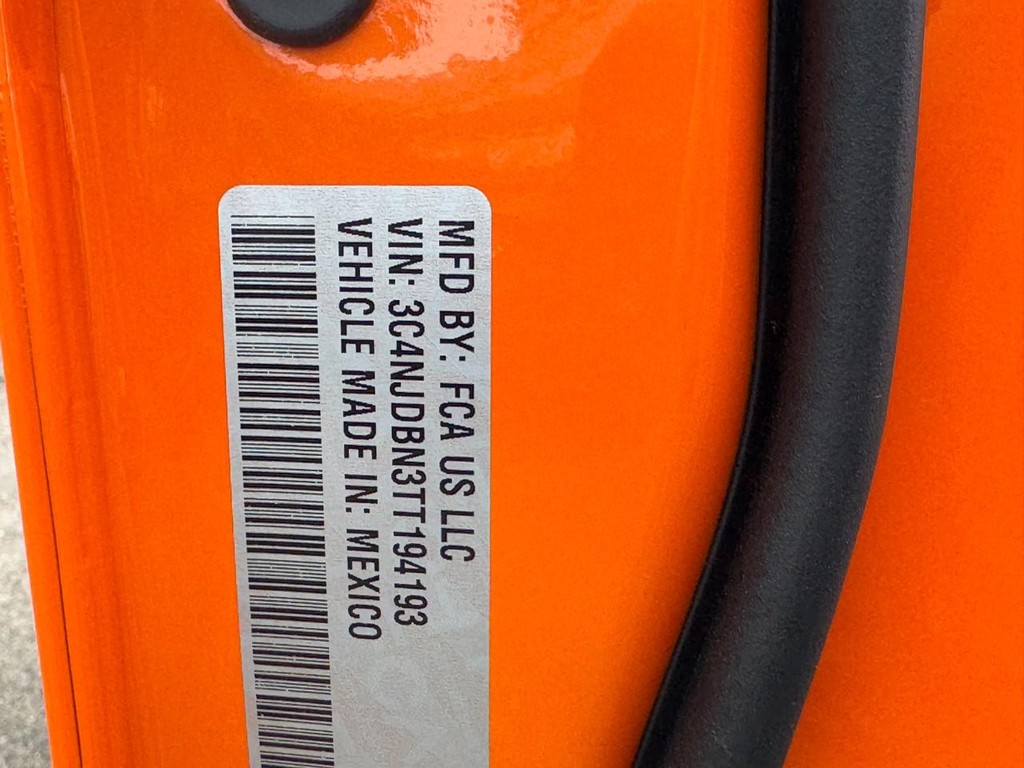 MFD BY: FCA US LLC
VIN: 3C4NJDBN3TT194193
VEHICLE MADE IN: MEXICO